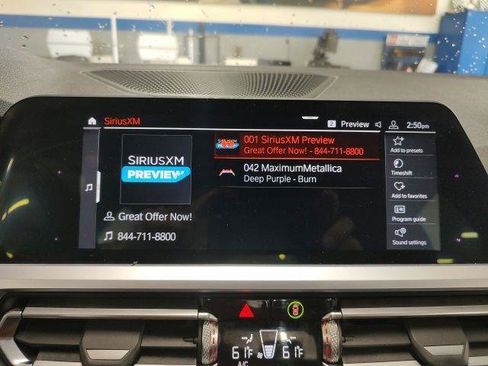 SiriusXM
2 Preview 2:50pm
SIRIUSXM
PREVIEW
Great Offer Now!
844-711-8800
001 SiriusXM Preview
Great Offer Now! - 844-711-8800
042 MaximumMetallica
Deep Purple - Burn
Add to presets
Timeshift
Add to favorites
Program guide
Sound settings
61°F
61°F
A/C